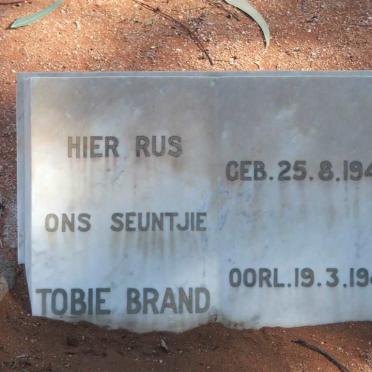 HIER RUS
ONS SEUNTJIE
TOBIE BRAND
GEB.25.8.194
OORL.19.3.194